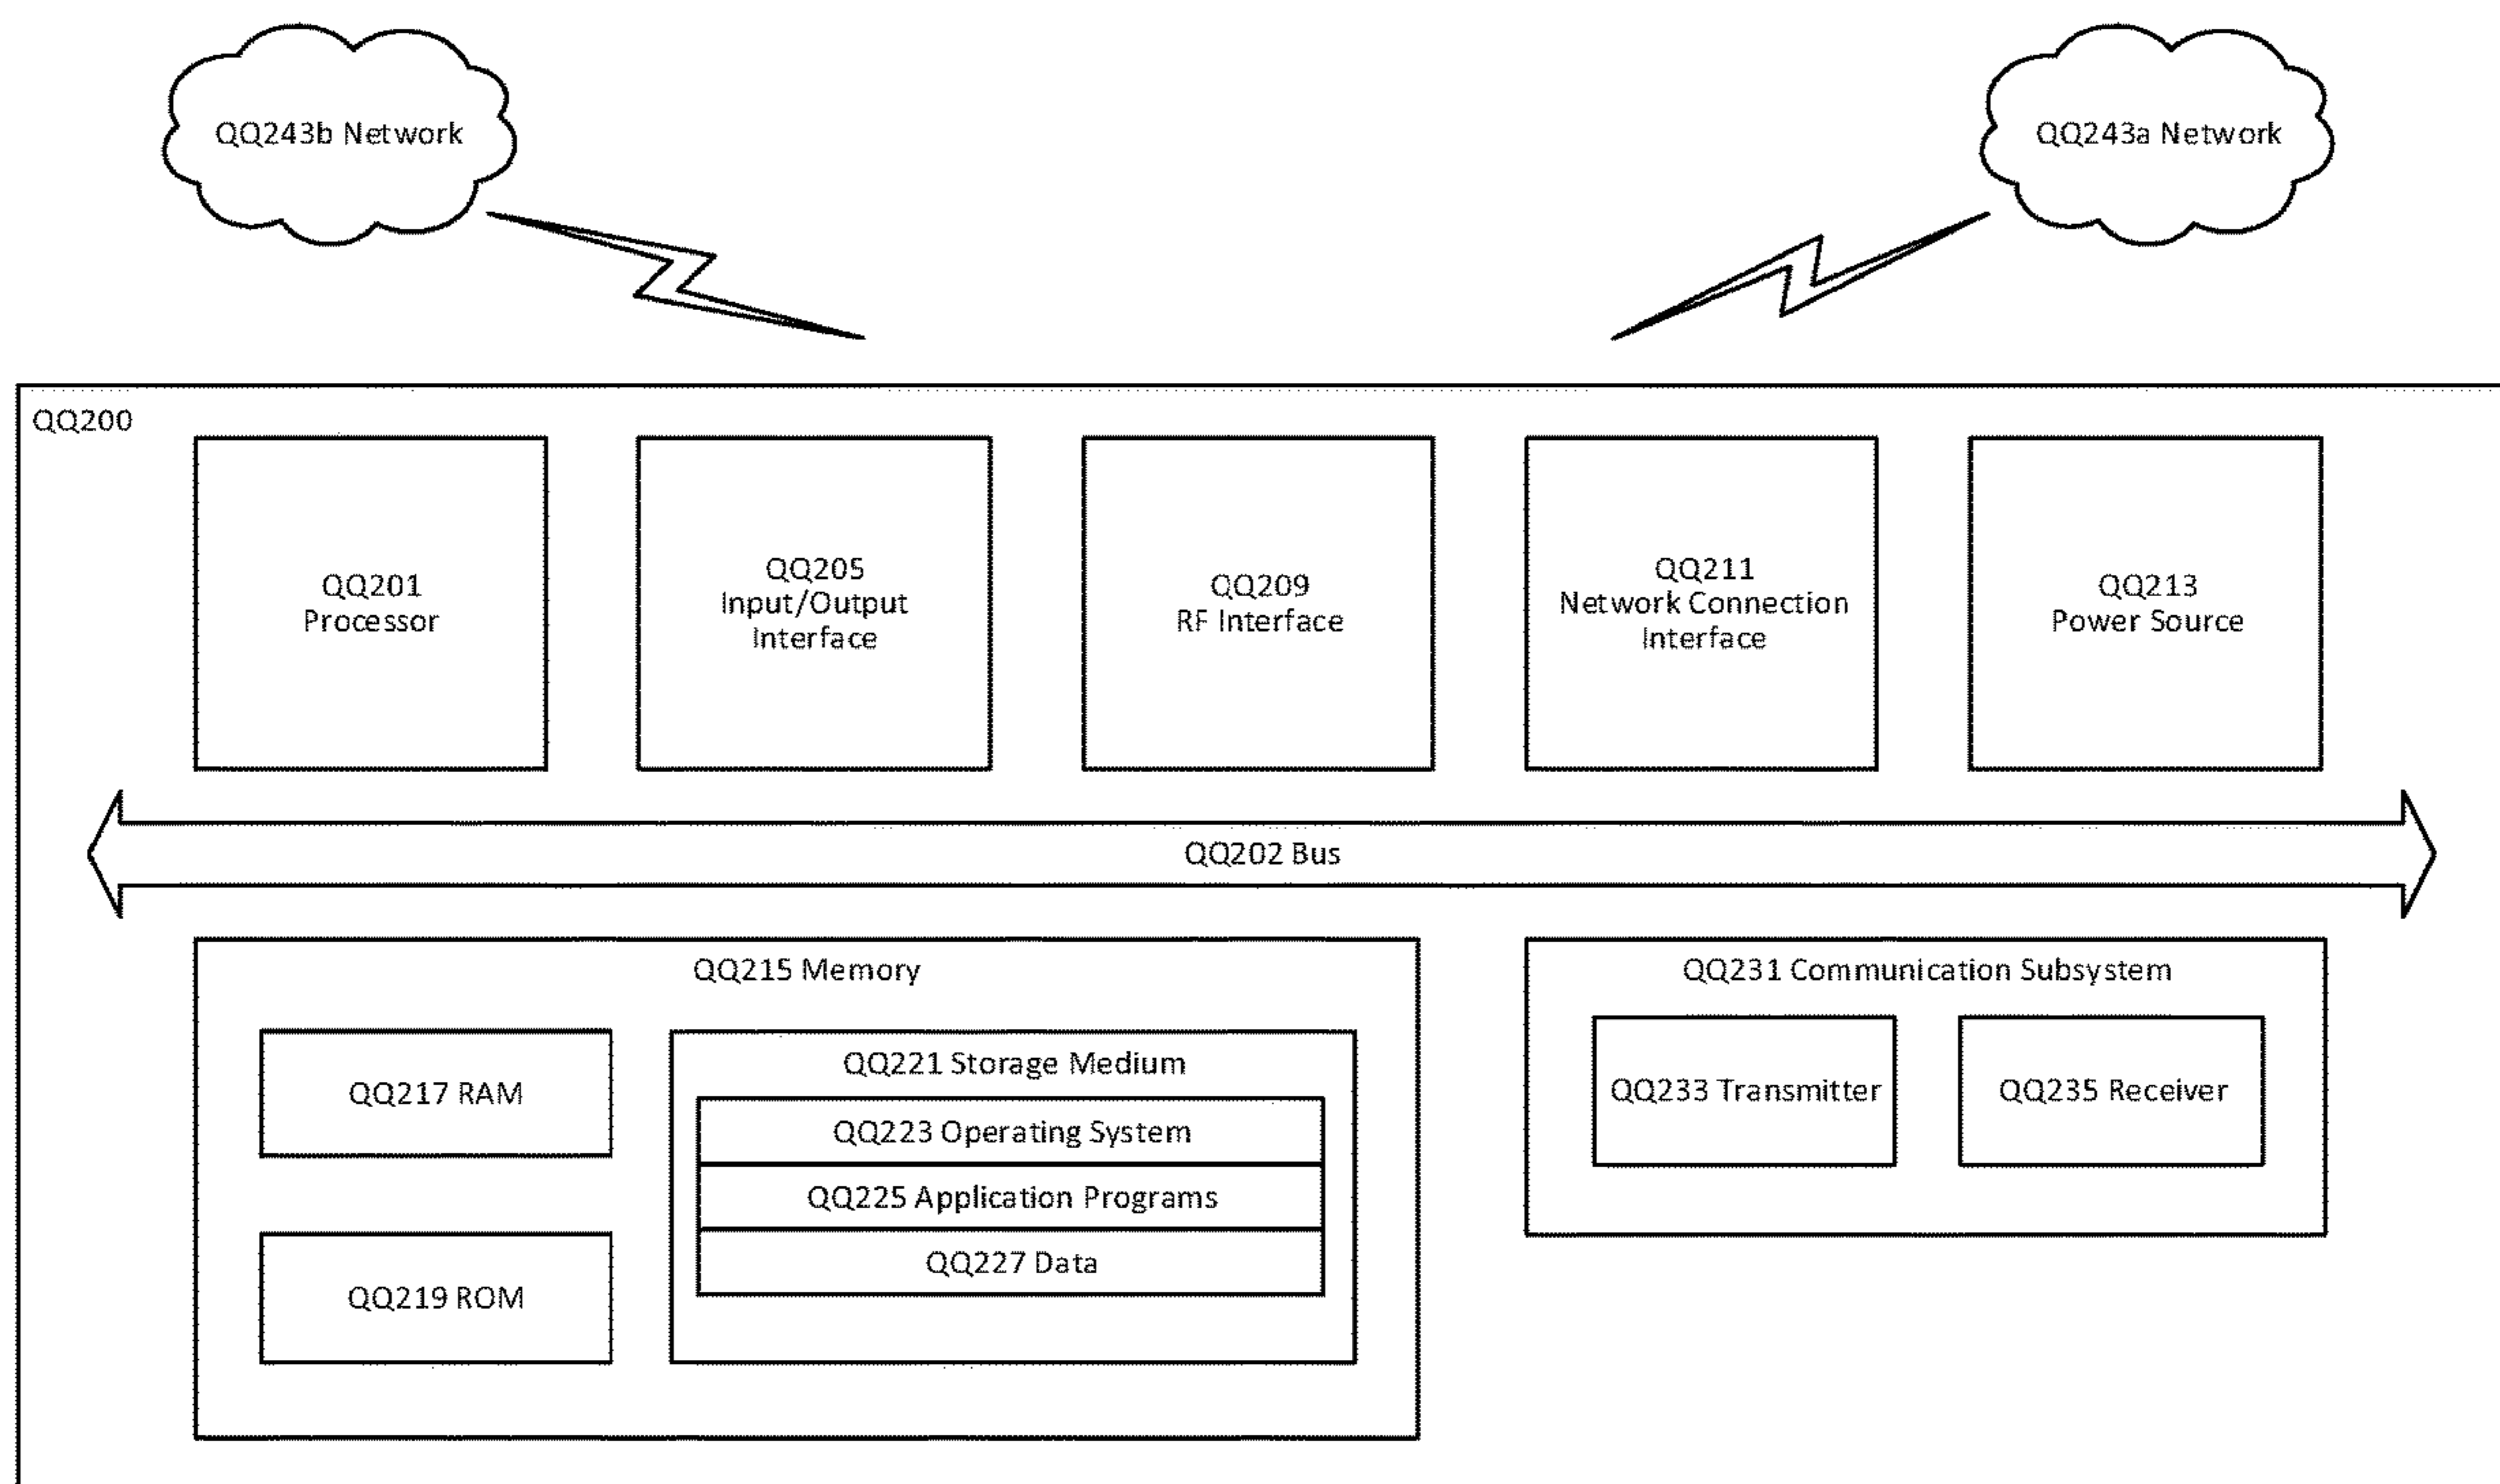 QQ243b Network
QQ243a Network
QQ200
QQ201
Processor
QQ205
Input/Output
Interface
QQ209
RF Interface
QQ211
Network Connection
Interface
QQ213
Power Source
QQ202 Bus
QQ215 Memory
QQ217 RAM
QQ219 ROM
QQ221 Storage Medium
QQ223 Operating System
QQ225 Application Programs
QQ227 Data
QQ231 Communication Subsystem
QQ233 Transmitter
QQ235 Receiver